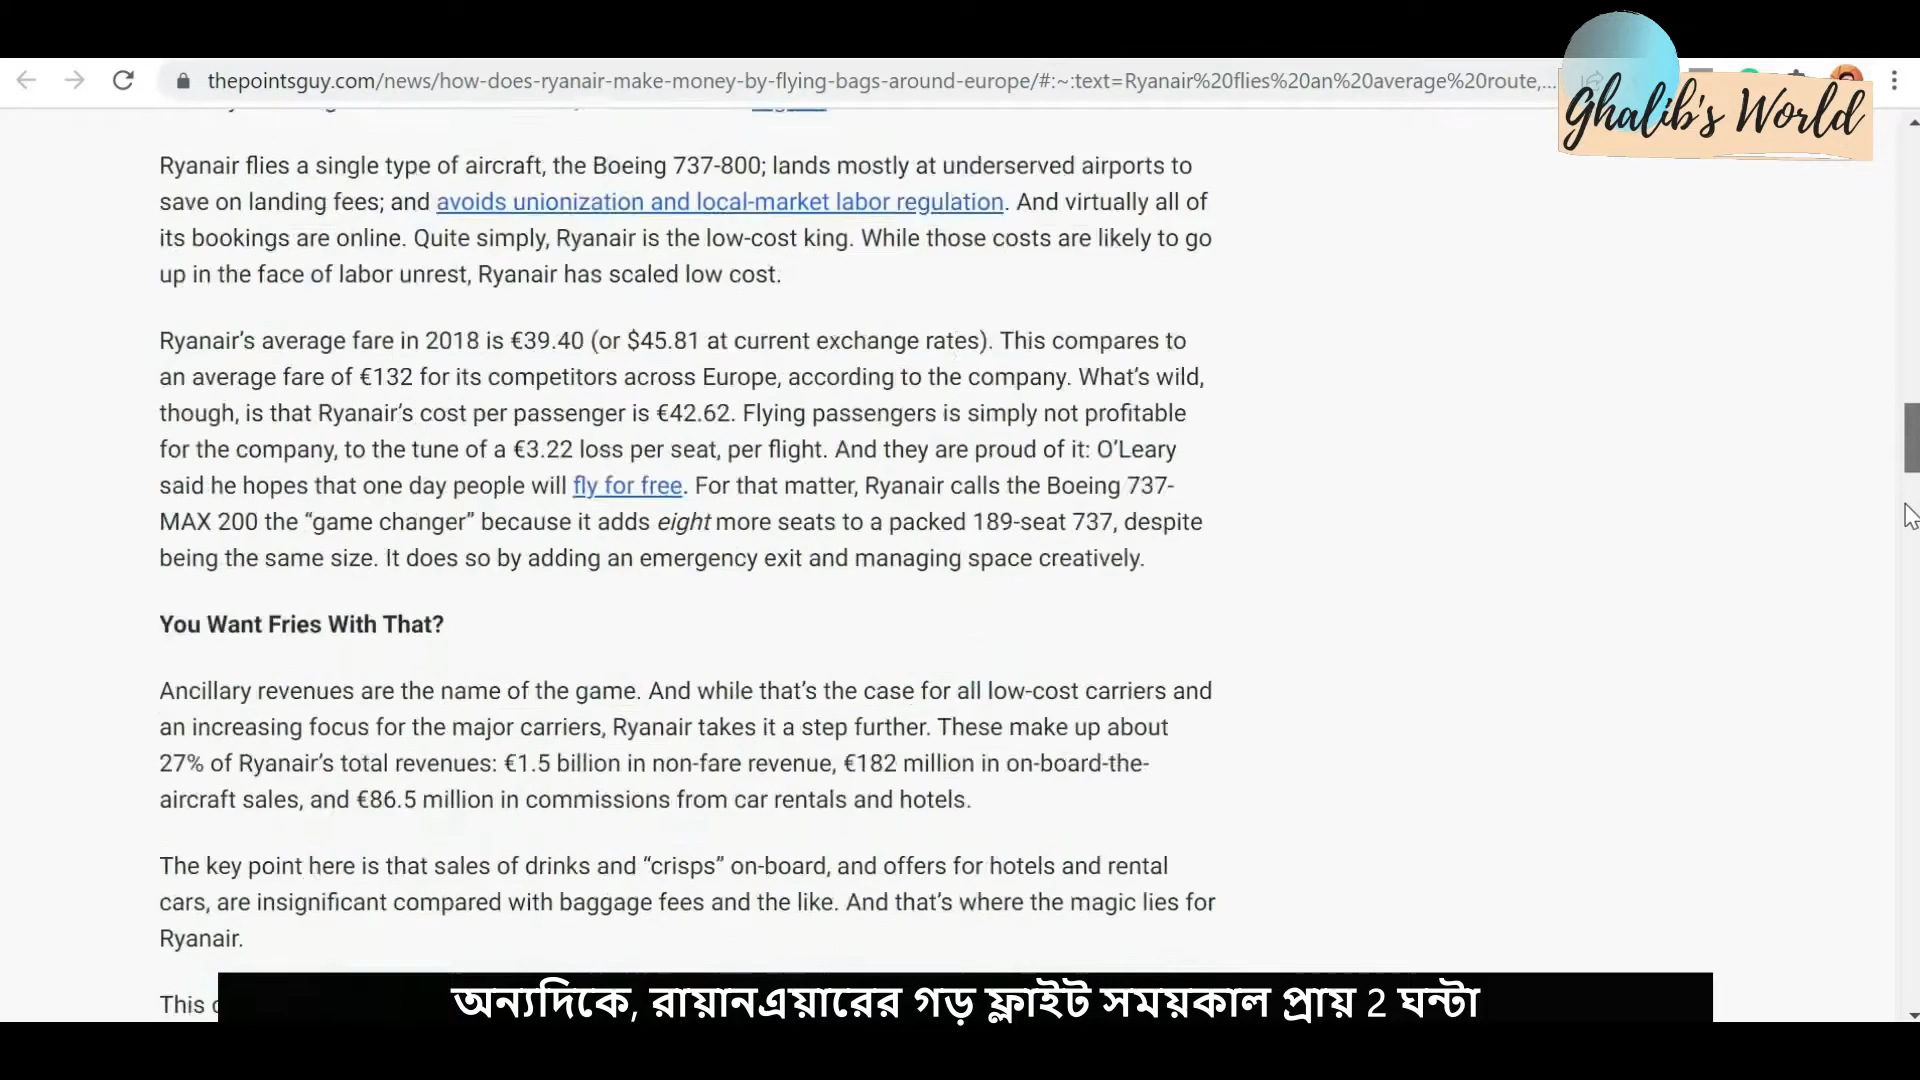 thepointsguy.com/news/how-does-ryanair-make-money-by-flying-bags-around-europe/#:~:text=Ryanair%20flies%20an%20average%20route,...
Ghalib's World
Ryanair flies a single type of aircraft, the Boeing 737-800; lands mostly at underserved airports to
save on landing fees; and avoids unionization and local-market labor regulation. And virtually all of
its bookings are online. Quite simply, Ryanair is the low-cost king. While those costs are likely to go
up in the face of labor unrest, Ryanair has scaled low cost.
Ryanair’s average fare in 2018 is €39.40 (or $45.81 at current exchange rates). This compares to
an average fare of €132 for its competitors across Europe, according to the company. What’s wild,
though, is that Ryanair’s cost per passenger is €42.62. Flying passengers is simply not profitable
for the company, to the tune of a €3.22 loss per seat, per flight. And they are proud of it: O’Leary
said he hopes that one day people will fly for free. For that matter, Ryanair calls the Boeing 737-
MAX 200 the “game changer” because it adds eight more seats to a packed 189-seat 737, despite
being the same size. It does so by adding an emergency exit and managing space creatively.
You Want Fries With That?
Ancillary revenues are the name of the game. And while that’s the case for all low-cost carriers and
an increasing focus for the major carriers, Ryanair takes it a step further. These make up about
27% of Ryanair’s total revenues: €1.5 billion in non-fare revenue, €182 million in on-board-the-
aircraft sales, and €86.5 million in commissions from car rentals and hotels.
The key point here is that sales of drinks and “crisps” on-board, and offers for hotels and rental
cars, are insignificant compared with baggage fees and the like. And that’s where the magic lies for
Ryanair.
This
অন্যদিকে, রায়ানএয়ারের গড় ফ্লাইট সময়কাল প্রায় 2 ঘন্টা